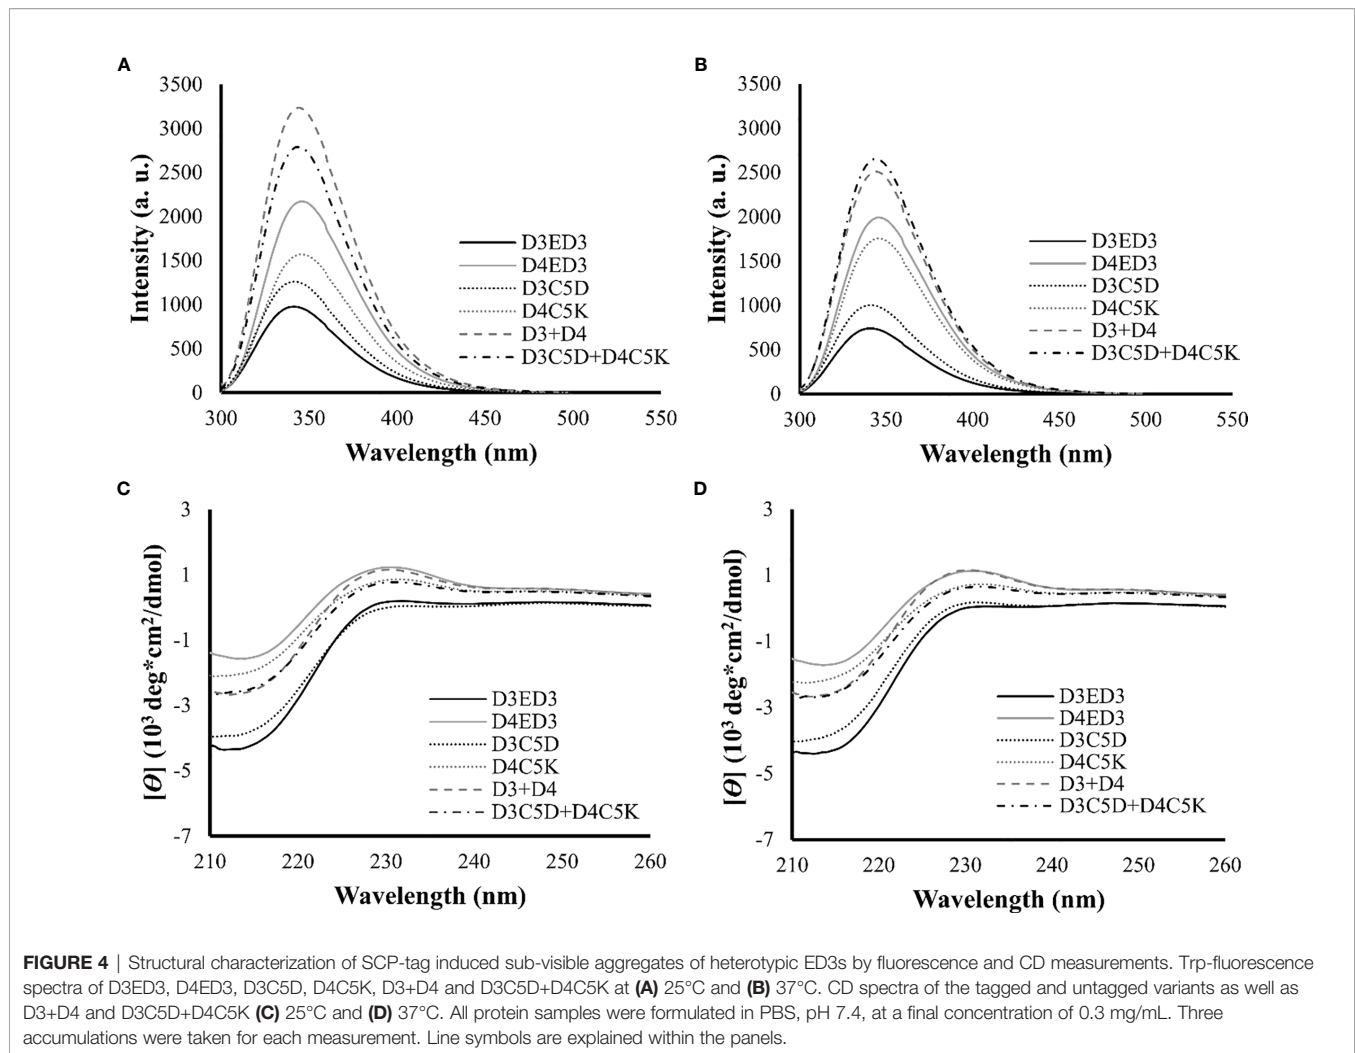 A
3500
3000
2500
2000
1500
1000
500
0
Intensity (a. u.)
300 350 400 450 500 550
Wavelength (nm)
D3ED3
D4ED3
D3C5D
D4C5K
D3+D4
D3C5D+D4C5K
B
3500
3000
2500
2000
1500
1000
500
0
Intensity (a. u.)
300 350 400 450 500 550
Wavelength (nm)
D3ED3
D4ED3
D3C5D
D4C5K
D3+D4
D3C5D+D4C5K
C
3
1
-1
-3
-5
-7
[Θ] (10³ deg*cm²/dmol)
210 220 230 240 250 260
Wavelength (nm)
D3ED3
D4ED3
D3C5D
D4C5K
D3+D4
D3C5D+D4C5K
D
3
1
-1
-3
-5
-7
[Θ] (10³ deg*cm²/dmol)
210 220 230 240 250 260
Wavelength (nm)
D3ED3
D4ED3
D3C5D
D4C5K
D3+D4
D3C5D+D4C5K
FIGURE 4 | Structural characterization of SCP-tag induced sub-visible aggregates of heterotypic ED3s by fluorescence and CD measurements. Trp-fluorescence
spectra of D3ED3, D4ED3, D3C5D, D4C5K, D3+D4 and D3C5D+D4C5K at (A) 25°C and (B) 37°C. CD spectra of the tagged and untagged variants as well as
D3+D4 and D3C5D+D4C5K (C) 25°C and (D) 37°C. All protein samples were formulated in PBS, pH 7.4, at a final concentration of 0.3 mg/mL. Three
accumulations were taken for each measurement. Line symbols are explained within the panels.